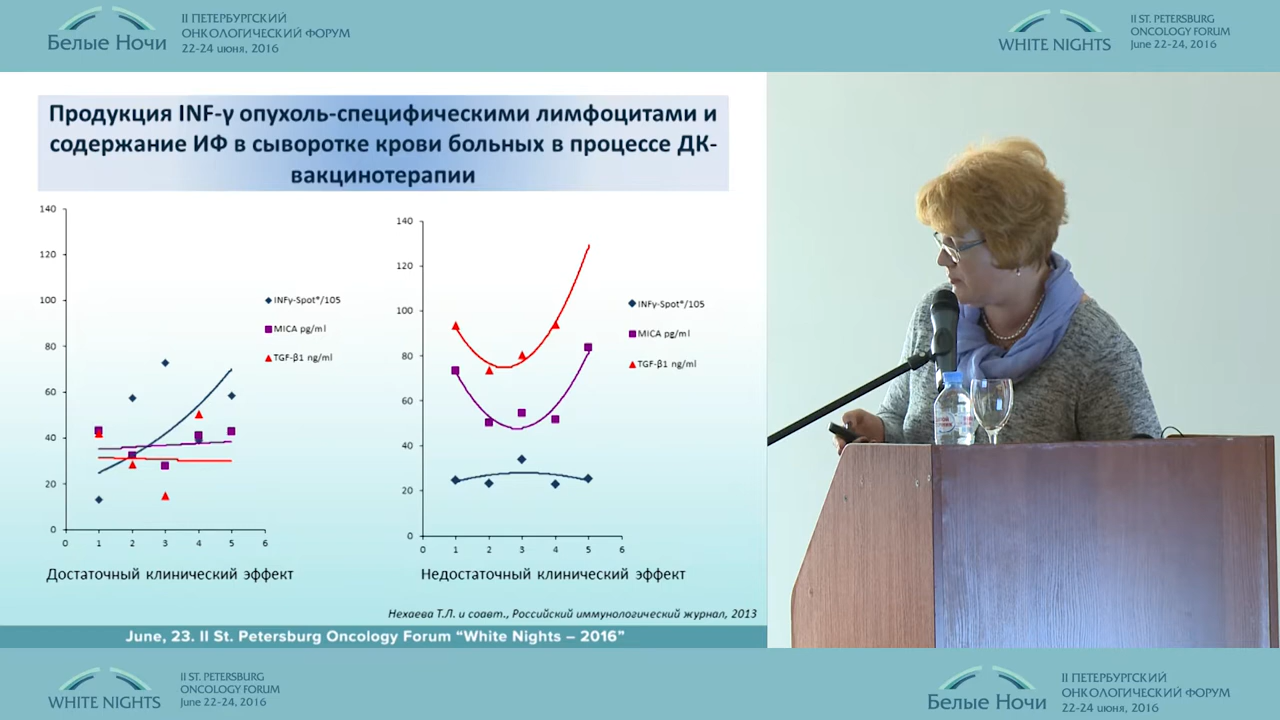 Белые Ночи
II ПЕТЕРБУРГСКИЙ
ОНКОЛОГИЧЕСКИЙ ФОРУМ
22-24 июня, 2016
WHITE NIGHTS
II ST. PETERSBURG
ONCOLOGY FORUM
June 22-24, 2016
Продукция INF-γ опухоль-специфическими лимфоцитами и
содержание ИФ в сыворотке крови больных в процессе ДК-
вакцинотерапии
140
120
100
80
60
40
20
0
0 1 2 3 4 5 6
INFγ-Spot*/105
MICA pg/ml
TGF-β1 ng/ml
Достаточный клинический эффект
140
120
100
80
60
40
20
0
0 1 2 3 4 5 6
INFγ-Spot*/105
MICA pg/ml
TGF-β1 ng/ml
Недостаточный клинический эффект
Нехаева Т.Л. и соавт., Российский иммунологический журнал, 2013
June, 23. II St. Petersburg Oncology Forum “White Nights – 2016”
WHITE NIGHTS
II ST. PETERSBURG
ONCOLOGY FORUM
June 22-24, 2016
Белые Ночи
II ПЕТЕРБУРГСКИЙ
ОНКОЛОГИЧЕСКИЙ ФОРУМ
22-24 июня, 2016